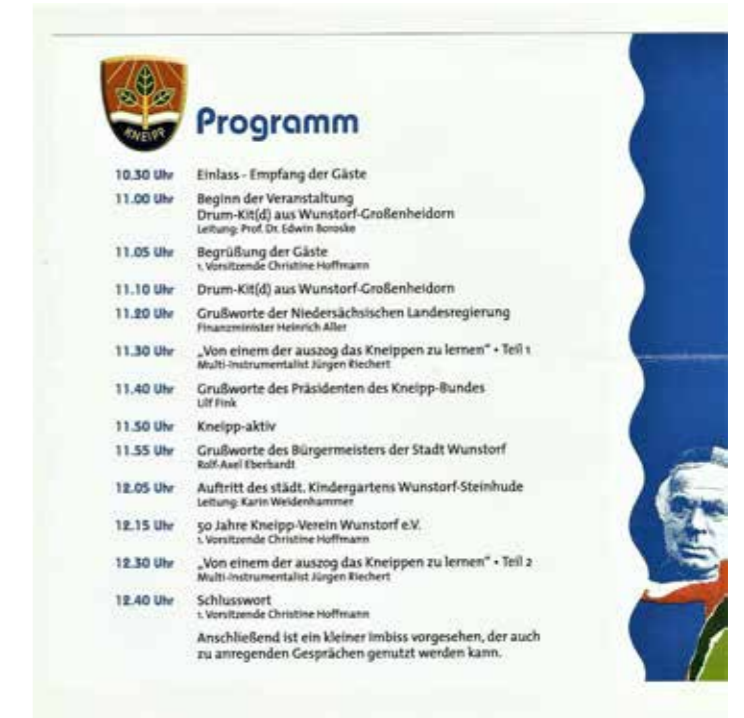 KNEIPP
Programm
10.30 Uhr Einlass - Empfang der Gäste
11.00 Uhr Beginn der Veranstaltung
Drum-Kit(d) aus Wunstorf-Großenheidorn
Leitung: Prof. Dr. Edwin Boroske
11.05 Uhr Begrüßung der Gäste
1. Vorsitzende Christine Hoffmann
11.10 Uhr Drum-Kit(d) aus Wunstorf-Großenheidorn
11.20 Uhr Grußworte der Niedersächsischen Landesregierung
Finanzminister Heinrich Aller
11.30 Uhr „Von einem der auszog das Kneippen zu lernen“ • Teil 1
Multi-Instrumentalist Jürgen Riechert
11.40 Uhr Grußworte des Präsidenten des Kneipp-Bundes
Ulf Fink
11.50 Uhr Kneipp-aktiv
11.55 Uhr Grußworte des Bürgermeisters der Stadt Wunstorf
Rolf-Axel Eberhardt
12.05 Uhr Auftritt des städt. Kindergartens Wunstorf-Steinhude
Leitung: Karin Weidenhammer
12.15 Uhr 50 Jahre Kneipp-Verein Wunstorf e.V.
1. Vorsitzende Christine Hoffmann
12.30 Uhr „Von einem der auszog das Kneippen zu lernen“ • Teil 2
Multi-Instrumentalist Jürgen Riechert
12.40 Uhr Schlusswort
1. Vorsitzende Christine Hoffmann
Anschließend ist ein kleiner Imbiss vorgesehen, der auch
zu anregenden Gesprächen genutzt werden kann.